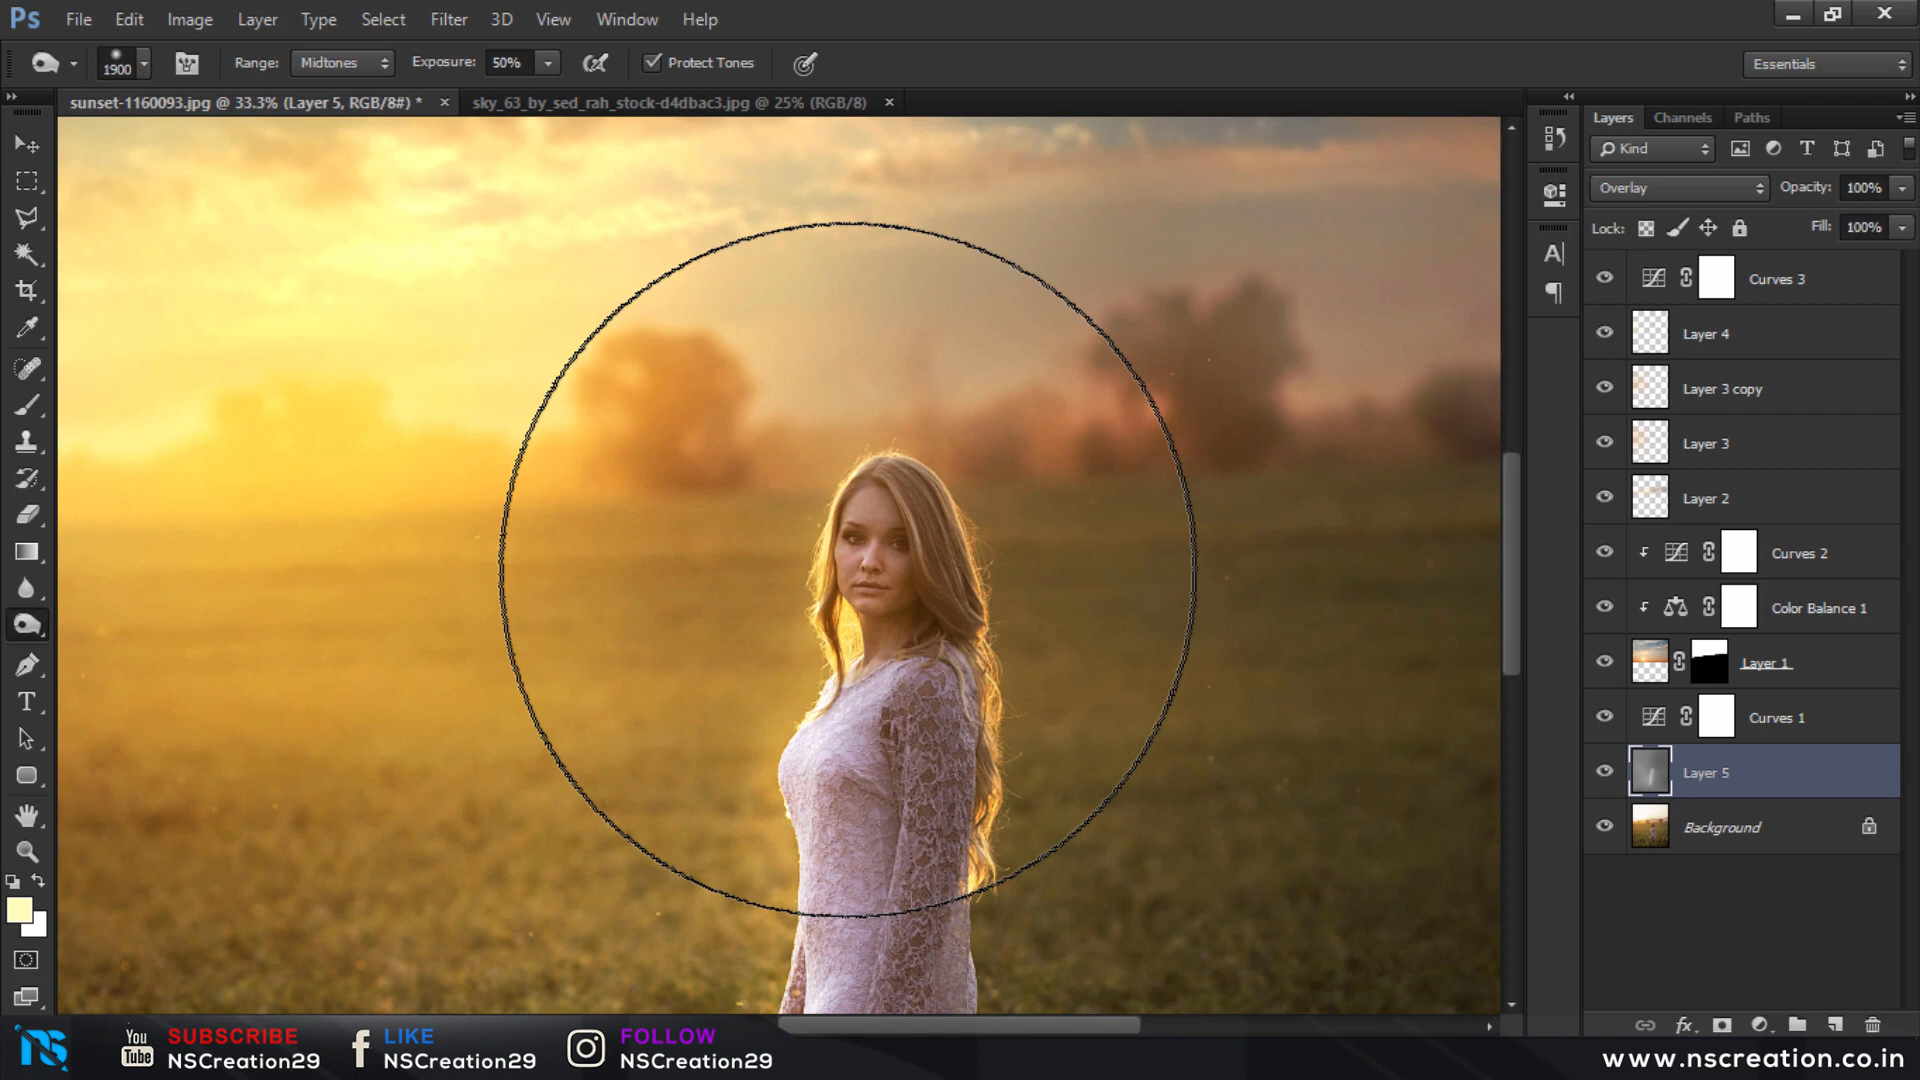 Ps File Edit Image Layer Type Select Filter 3D View Window Help
1900 Range: Midtones Exposure: 50% Protect Tones Essentials
sunset-1160093.jpg @ 33.3% (Layer 5, RGB/8#) * × sky_63_by_sed_rah_stock-d4dbac3.jpg @ 25% (RGB/8) ×
Layers Channels Paths
Kind
Overlay Opacity: 100%
Lock: Fill: 100%
Curves 3
Layer 4
Layer 3 copy
Layer 3
Layer 2
Curves 2
Color Balance 1
Layer 1
Curves 1
Layer 5
Background
NS You Tube SUBSCRIBE
NSCreation29
LIKE
NSCreation29
FOLLOW
NSCreation29
www.nscreation.co.in